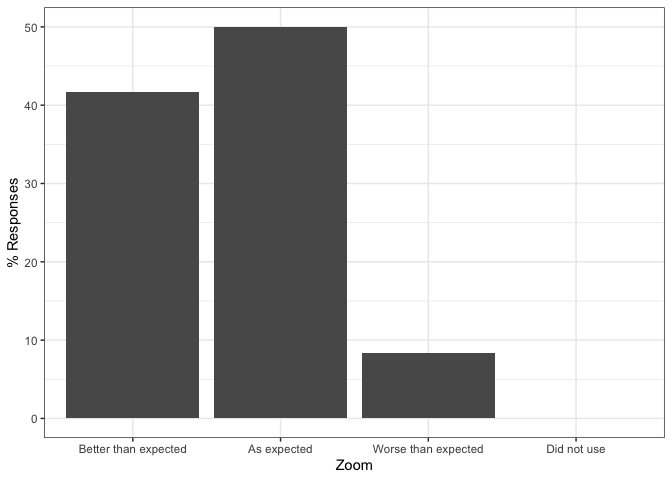 50
40
30
20
10
0
% Responses
Better than expected As expected Worse than expected Did not use
Zoom